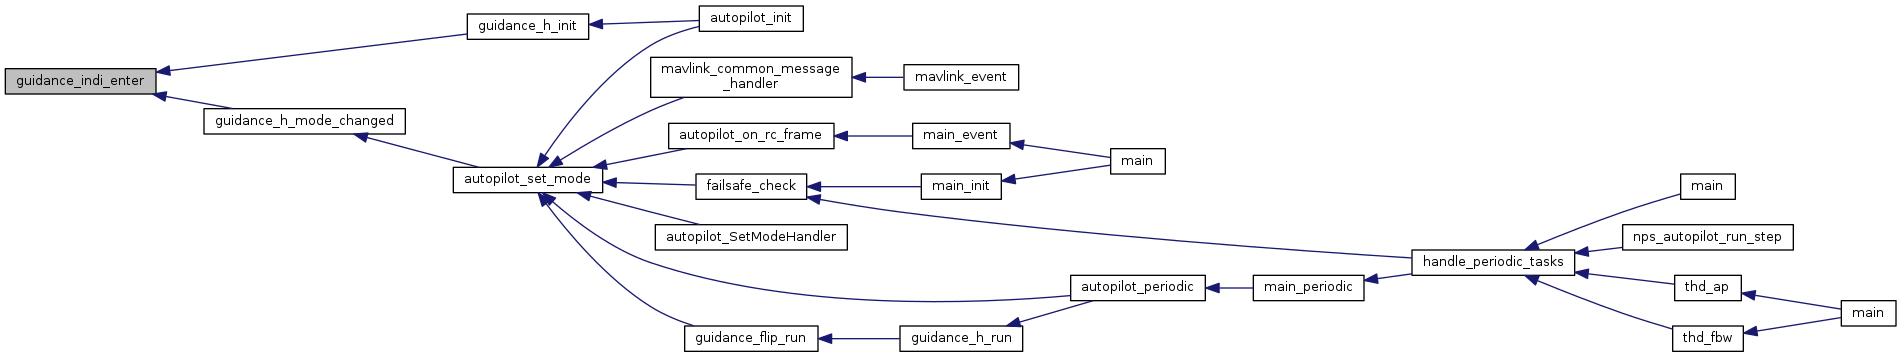 guidance_indi_enter
guidance_h_init
autopilot_init
guidance_h_mode_changed
autopilot_set_mode
mavlink_common_message
_handler
mavlink_event
autopilot_on_rc_frame
main_event
main
failsafe_check
main_init
autopilot_SetModeHandler
autopilot_periodic
main_periodic
handle_periodic_tasks
main
nps_autopilot_run_step
thd_ap
main
thd_fbw
guidance_flip_run
guidance_h_run